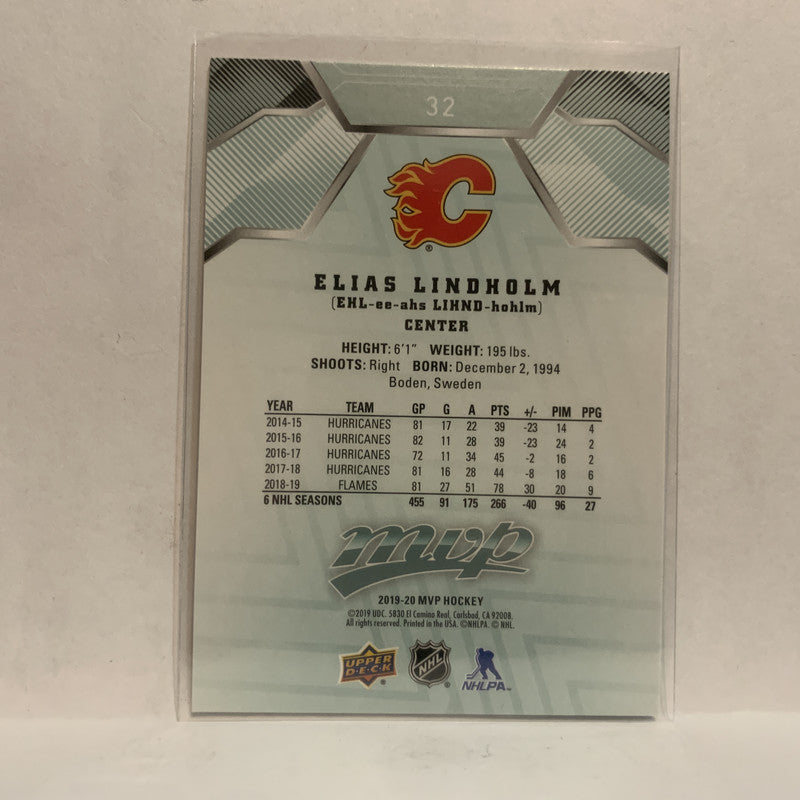 32
C
®
ELIAS LINDHOLM
(EHL-ee-ahs LIHND-hohlm)
CENTER
HEIGHT: 6'1" WEIGHT: 195 lbs.
SHOOTS: Right BORN: December 2, 1994
Boden, Sweden
YEAR TEAM GP G A PTS +/- PIM PPG
2014-15 HURRICANES 81 17 22 39 -23 14 4
2015-16 HURRICANES 82 11 28 39 -23 24 2
2016-17 HURRICANES 72 11 34 45 -2 16 2
2017-18 HURRICANES 81 16 28 44 -8 18 6
2018-19 FLAMES 81 27 51 78 30 20 9
6 NHL SEASONS 455 91 175 266 -40 96 27
mvp
2019-20 MVP HOCKEY
©2019 UDC. 5830 El Camino Real, Carlsbad, CA 92008.
All rights reserved. Printed in the USA. ©NHLPA. © NHL.
UPPER DECK ® NHL ® NHLPA™